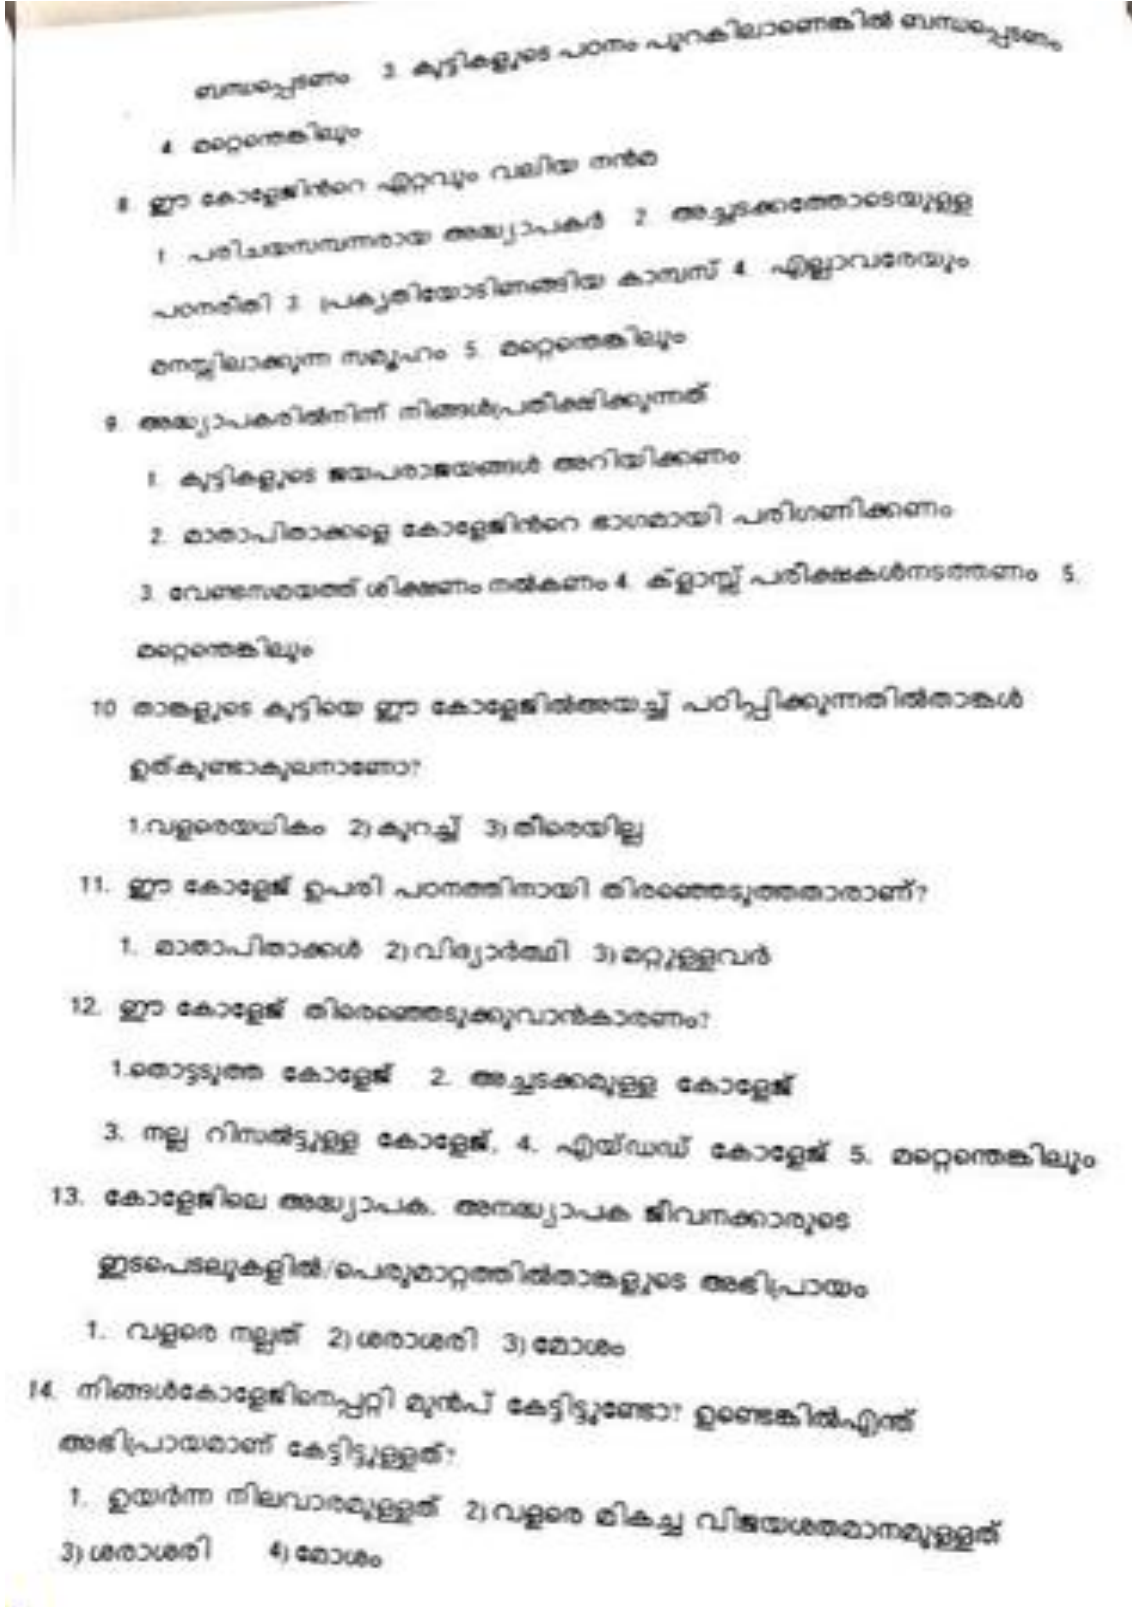 ബന്ധപ്പെടണം 3. കുട്ടികളുടെ പഠനം പുറകിലാണെങ്കിൽ ബന്ധപ്പെടണം
4. മറ്റെന്തെങ്കിലും
8. ഈ കോളേജിൻറെ ഏറ്റവും വലിയ നൻമ
1. പരിചയസമ്പന്നരായ അദ്ധ്യാപകർ 2. അച്ചടക്കത്തോടെയുള്ള
പഠനരീതി 3. പ്രകൃതിയോടിണങ്ങിയ കാമ്പസ് 4. എല്ലാവരേയും
മനസ്സിലാക്കുന്ന സമൂഹം 5. മറ്റെന്തെങ്കിലും
9. അദ്ധ്യാപകരിൽനിന്ന് നിങ്ങൾപ്രതീക്ഷിക്കുന്നത്
1. കുട്ടികളുടെ ജയപരാജയങ്ങൾ അറിയിക്കണം
2. മാതാപിതാക്കളെ കോളേജിൻറെ ഭാഗമായി പരിഗണിക്കണം
3. വേണ്ടസമയത്ത് ശിക്ഷണം നൽകണം 4. ക്ളാസ്സ് പരീക്ഷകൾനടത്തണം 5.
മറ്റെന്തെങ്കിലും
10 താങ്കളുടെ കുട്ടിയെ ഈ കോളേജിൽഅയച്ച് പഠിപ്പിക്കുന്നതിൽതാങ്കൾ
ഉത്കുണ്ടാകുലനാണോ?
1.വളരെയധികം 2) കുറച്ച് 3) തീരെയില്ല
11. ഈ കോളേജ് ഉപരി പഠനത്തിനായി തിരഞ്ഞെടുത്തതാരാണ്?
1. മാതാപിതാക്കൾ 2) വിദ്യാർത്ഥി 3) മറ്റുള്ളവർ
12. ഈ കോളേജ് തിരെഞ്ഞെടുക്കുവാൻകാരണം?
1.തൊട്ടടുത്ത കോളേജ് 2. അച്ചടക്കമുള്ള കോളേജ്
3. നല്ല റിസൽട്ടുള്ള കോളേജ്, 4. എയ്ഡഡ് കോളേജ് 5. മറ്റെന്തെങ്കിലും
13. കോളേജിലെ അദ്ധ്യാപക, അനദ്ധ്യാപക ജീവനക്കാരുടെ
ഇടപെടലുകളിൽ/പെരുമാറ്റത്തിൽതാങ്കളുടെ അഭിപ്രായം
1. വളരെ നല്ലത് 2) ശരാശരി 3) മോശം
14. നിങ്ങൾകോളേജിനെപ്പറ്റി മുൻപ് കേട്ടിട്ടുണ്ടോ? ഉണ്ടെങ്കിൽഎന്ത്
അഭിപ്രായമാണ് കേട്ടിട്ടുള്ളത്?
1. ഉയർന്ന നിലവാരമുള്ളത് 2) വളരെ മികച്ച വിജയശതമാനമുള്ളത്
3) ശരാശരി 4) മോശം